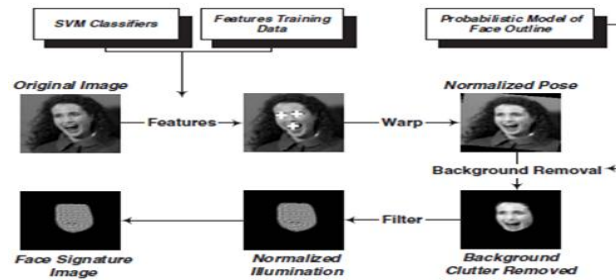 SVM Classifiers
Features Training
Data
Probabilistic Model of
Face Outline
Original Image
Normalized Pose
Features
Warp
Background Removal
Filter
Face Signature
Image
Normalized
Illumination
Background
Clutter Removed